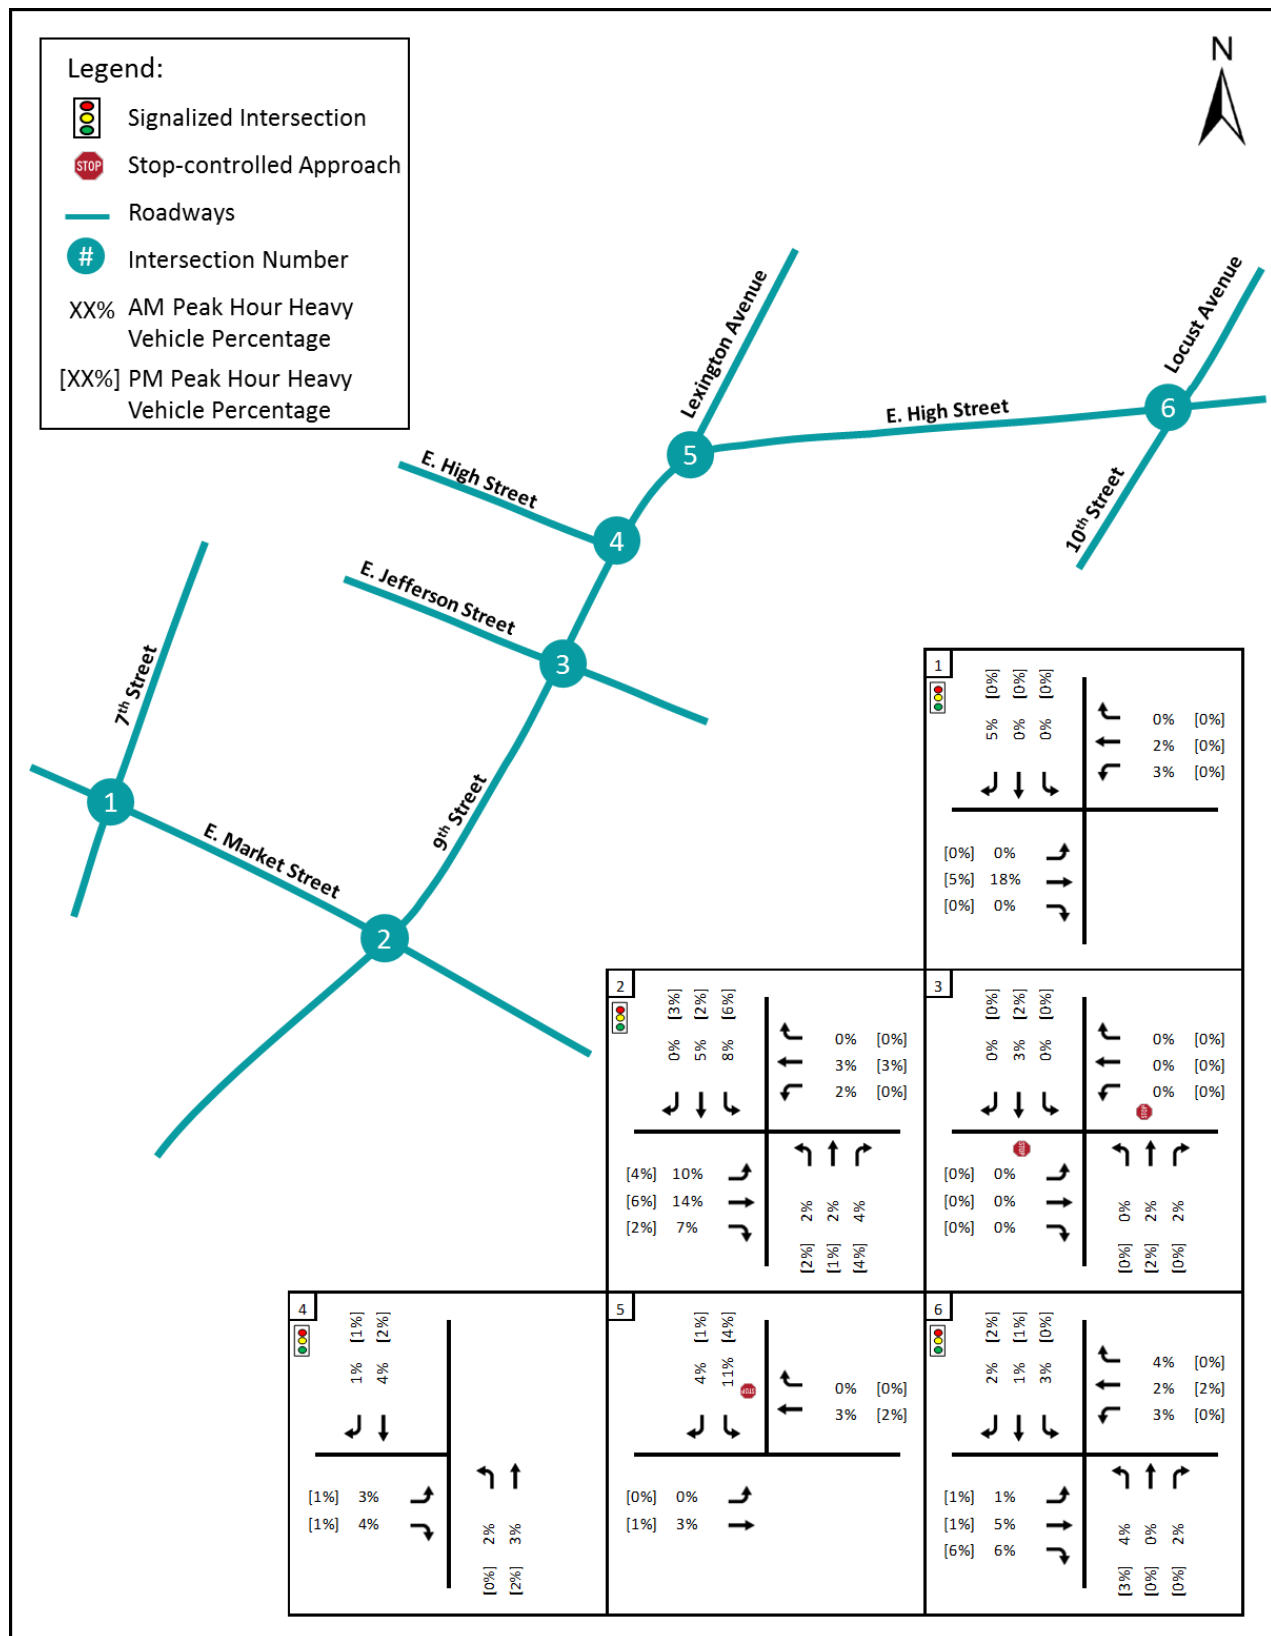 Legend:
Signalized Intersection
STOP
Stop-controlled Approach
Roadways
#
Intersection Number
XX%
AM Peak Hour Heavy
Vehicle Percentage
[XX%]
PM Peak Hour Heavy
Vehicle Percentage
N
Lexington Avenue
Locust Avenue
E. High Street
6
5
E. High Street
10th Street
4
E. Jefferson Street
3
7th Street
9th Street
1
E. Market Street
2
1
[0%] [0%] [0%]
5% 0% 0%
0% [0%]
2% [0%]
3% [0%]
[0%] 0%
[5%] 18%
[0%] 0%
2
[3%] [2%] [6%]
0% 5% 8%
0% [0%]
3% [3%]
2% [0%]
[4%] 10%
[6%] 14%
[2%] 7%
2% 2% 4%
[2%] [1%] [4%]
3
[0%] [2%] [0%]
0% 3% 0%
0% [0%]
0% [0%]
0% [0%]
STOP
STOP
[0%] 0%
[0%] 0%
[0%] 0%
0% 2% 2%
[0%] [2%] [0%]
4
[1%] [2%]
1% 4%
[1%] 3%
[1%] 4%
2% 3%
[0%] [2%]
5
[1%] [4%]
4% 11%
STOP
0% [0%]
3% [2%]
[0%] 0%
[1%] 3%
6
[2%] [1%] [0%]
2% 1% 3%
4% [0%]
2% [2%]
3% [0%]
[1%] 1%
[1%] 5%
[6%] 6%
4% 0% 2%
[3%] [0%] [0%]